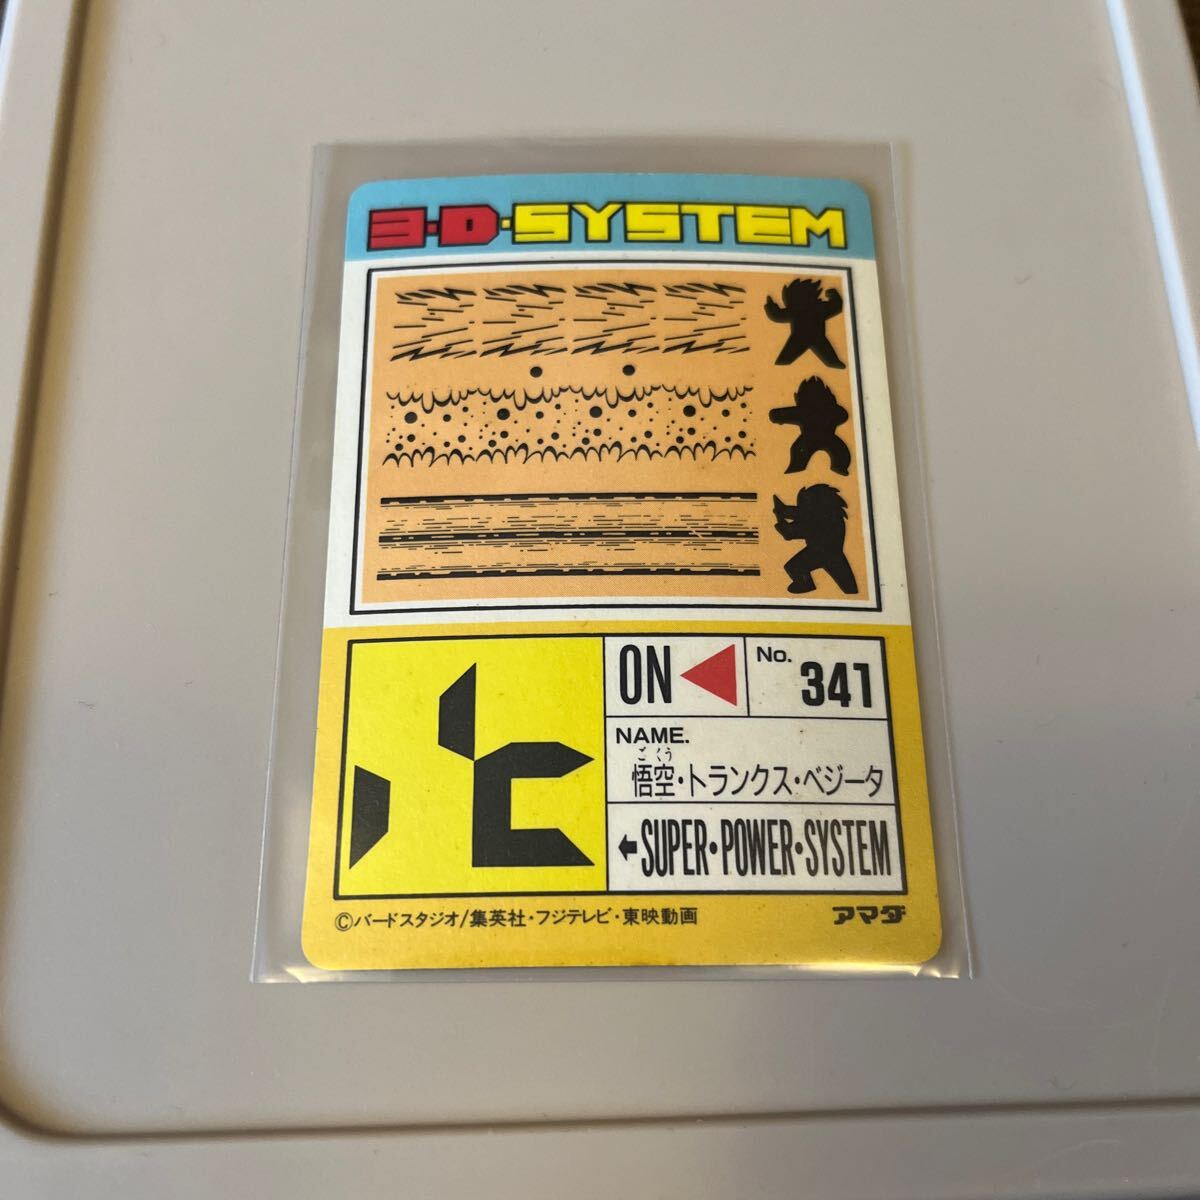 3·D·SYSTEM
ON
No. 341
NAME.
ごくう
悟空・トランクス・ベジータ
←SUPER・POWER・SYSTEM
©バードスタジオ/集英社・フジテレビ・東映動画
アマダ